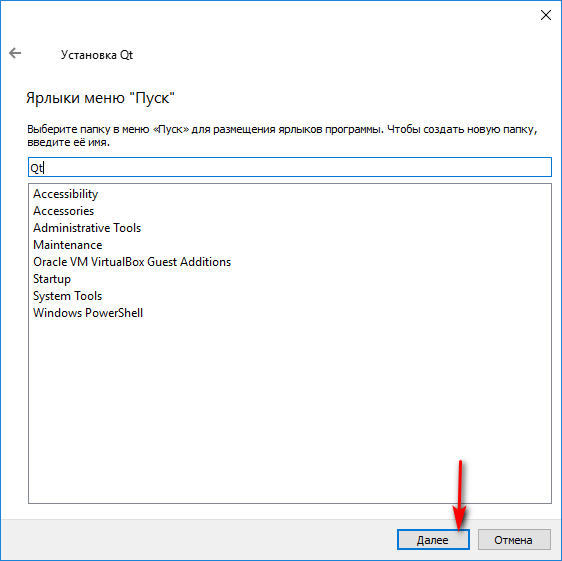 Установка Qt
Ярлыки меню "Пуск"
Выберите папку в меню «Пуск» для размещения ярлыков программы. Чтобы создать новую папку,
введите её имя.
Qt
Accessibility
Accessories
Administrative Tools
Maintenance
Oracle VM VirtualBox Guest Additions
Startup
System Tools
Windows PowerShell
Далее
Отмена